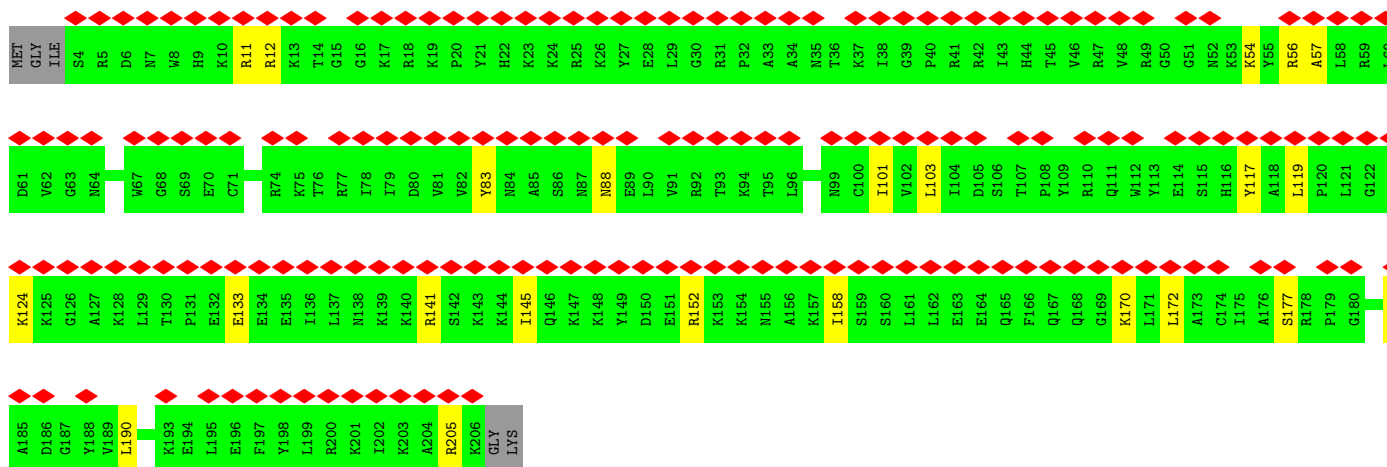 MET GLY ILE S4 R5 D6 N7 W8 H9 K10 R11 R12 K13 T14 G15 G16 K17 R18 K19 P20 Y21 H22 K23 K24 R25 K26 Y27 E28 L29 G30 R31 P32 A33 A34 N35 T36 K37 I38 G39 P40 R41 R42 I43 H44 T45 V46 R47 V48 R49 G50 G51 N52 K53 K54 Y55 R56 A57 L58 R59
D61 V62 G63 N64 W67 G68 S69 E70 C71 R74 K75 T76 R77 I78 I79 D80 V81 V82 Y83 N84 A85 S86 N87 N88 E89 L90 V91 R92 T93 K94 T95 L96 N99 C100 I101 V102 L103 I104 D105 S106 T107 P108 Y109 R110 Q111 W112 Y113 E114 S115 H116 Y117 A118 L119 P120 L121 G122
K124 K125 G126 A127 K128 L129 T130 P131 E132 E133 E134 E135 I136 L137 N138 K139 K140 R141 S142 K143 K144 I145 Q146 K147 K148 Y149 D150 E151 R152 K153 K154 N155 A156 K157 I158 S159 S160 L161 L162 E163 E164 Q165 F166 Q167 Q168 G169 K170 L171 L172 A173 C174 I175 A176 S177 R178 P179 G180
A185 D186 G187 Y188 V189 L190 K193 E194 L195 E196 F197 Y198 L199 R200 K201 I202 K203 A204 R205 K206 GLY LYS